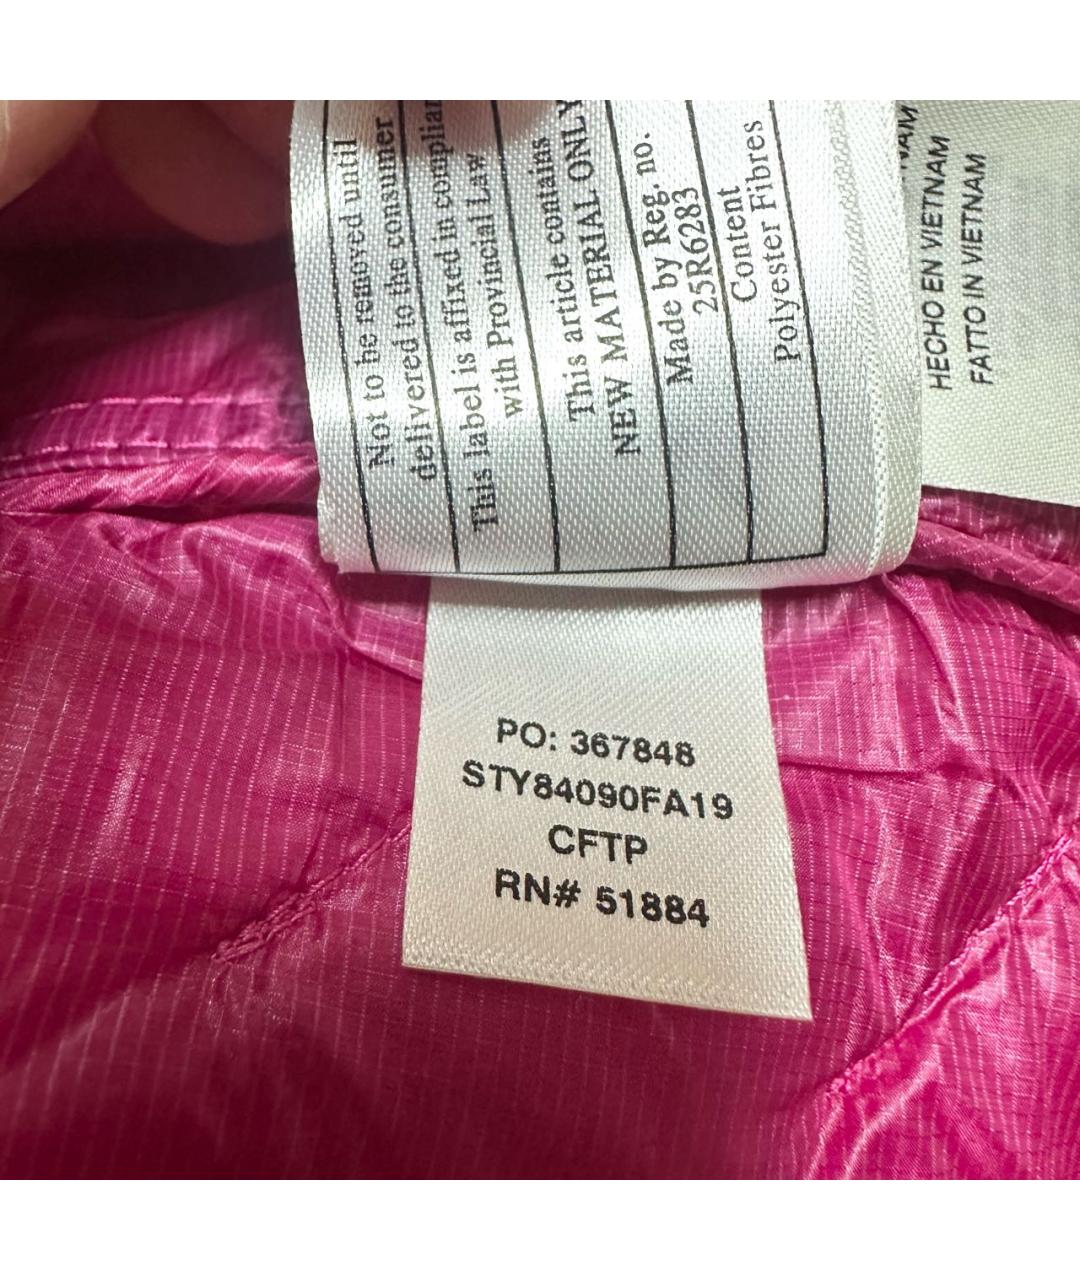 Not to be removed until
delivered to the consumer
This label is affixed in
with Provincial Law
This article contains
NEW MATERIAL ONLY
Made by Reg. no.
25R6283
Content
Polyester Fibres
HECHO EN VIETNAM
FATTO IN VIETNAM
PO: 367848
STY84090FA19
CFTP
RN# 51884